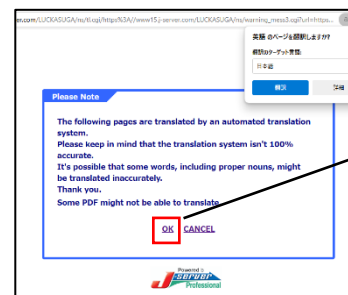 er.com/LUCKASUGA/ns/tl.cgi/https%3A//www15.j-server.com/LUCKASUGA/ns/warning_mess3.cgi?url=https...
英語 のページを翻訳しますか?
翻訳のターゲット言語:
日本語
翻訳
詳細
Please Note
The following pages are translated by an automated translation
system.
Please keep in mind that the translation system isn't 100%
accurate.
It's possible that some words, including proper nouns, might
be translated inaccurately.
Thank you.
Some PDF might not be able to translate.
OK CANCEL
Powered by
J-SERVER
Professional